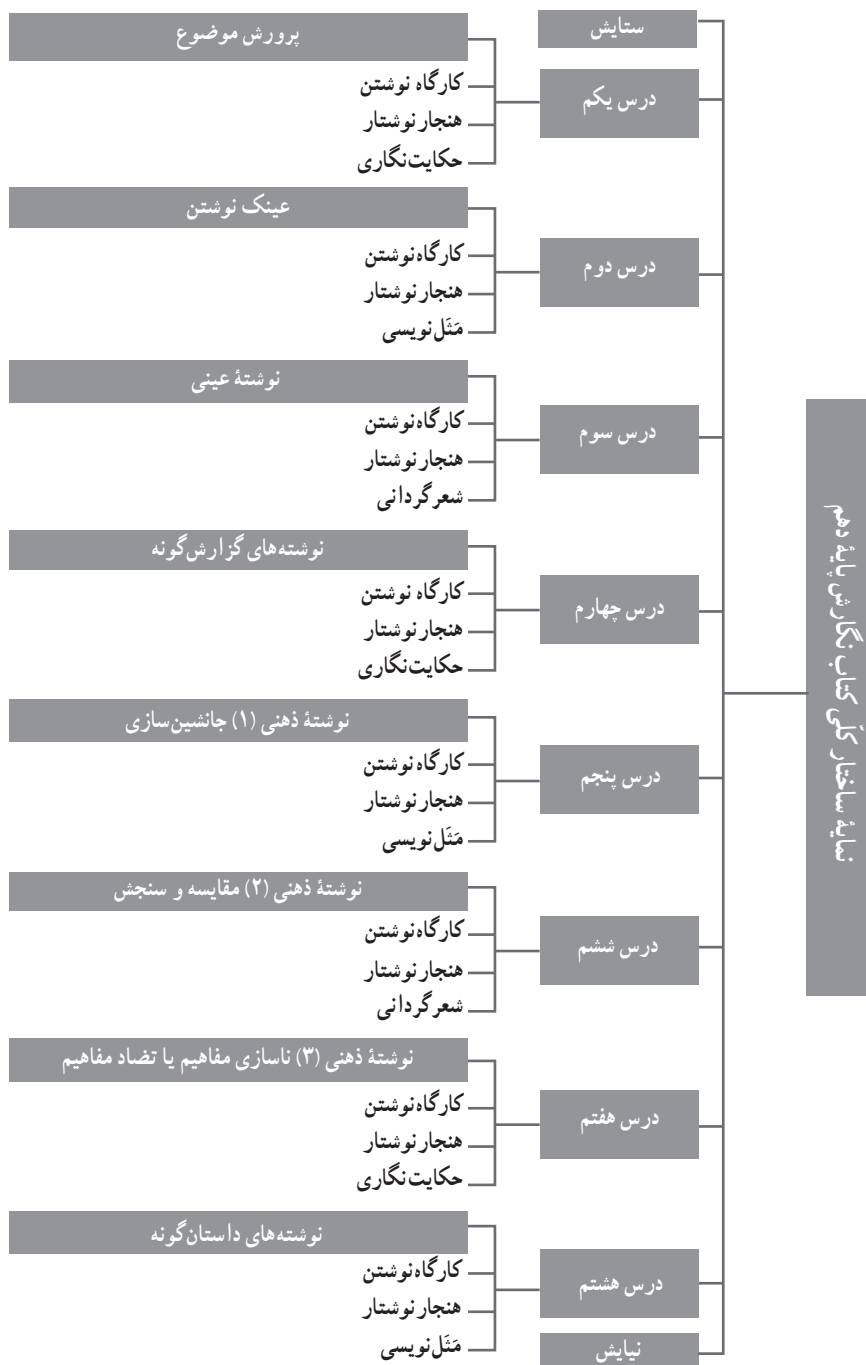 نمایهٔ ساختار کلّی کتاب نگارش پایهٔ دهم
ستایش
درس یکم
پرورش موضوع
کارگاه نوشتن
هنجار نوشتار
حکایت‌نگاری
درس دوم
عینک نوشتن
کارگاه نوشتن
هنجار نوشتار
مَثَل‌نویسی
درس سوم
نوشتهٔ عینی
کارگاه نوشتن
هنجار نوشتار
شعرگردانی
درس چهارم
نوشته‌های گزارش‌گونه
کارگاه نوشتن
هنجار نوشتار
حکایت‌نگاری
درس پنجم
نوشتهٔ ذهنی (۱) جانشین‌سازی
کارگاه نوشتن
هنجار نوشتار
مَثَل‌نویسی
درس ششم
نوشتهٔ ذهنی (۲) مقایسه و سنجش
کارگاه نوشتن
هنجار نوشتار
شعرگردانی
درس هفتم
نوشتهٔ ذهنی (۳) ناسازی مفاهیم یا تضاد مفاهیم
کارگاه نوشتن
هنجار نوشتار
حکایت‌نگاری
درس هشتم
نوشته‌های داستان‌گونه
کارگاه نوشتن
هنجار نوشتار
مَثَل‌نویسی
نیایش